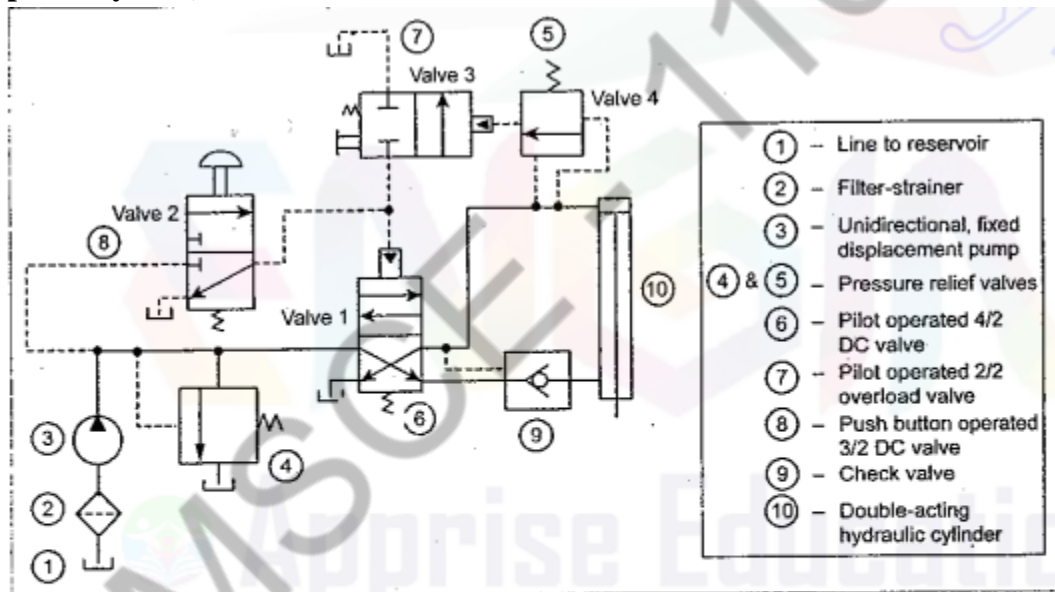 7
5
Valve 3
Valve 4
Valve 2
8
10
Valve 1
3
6
4
9
2
1
1 – Line to reservoir
2 – Filter-strainer
3 – Unidirectional, fixed
displacement pump
4 & 5 – Pressure relief valves
6 – Pilot operated 4/2
DC valve
7 – Pilot operated 2/2
overload valve
8 – Push button operated
3/2 DC valve
9 – Check valve
10 – Double-acting
hydraulic cylinder
Apprise Educatio